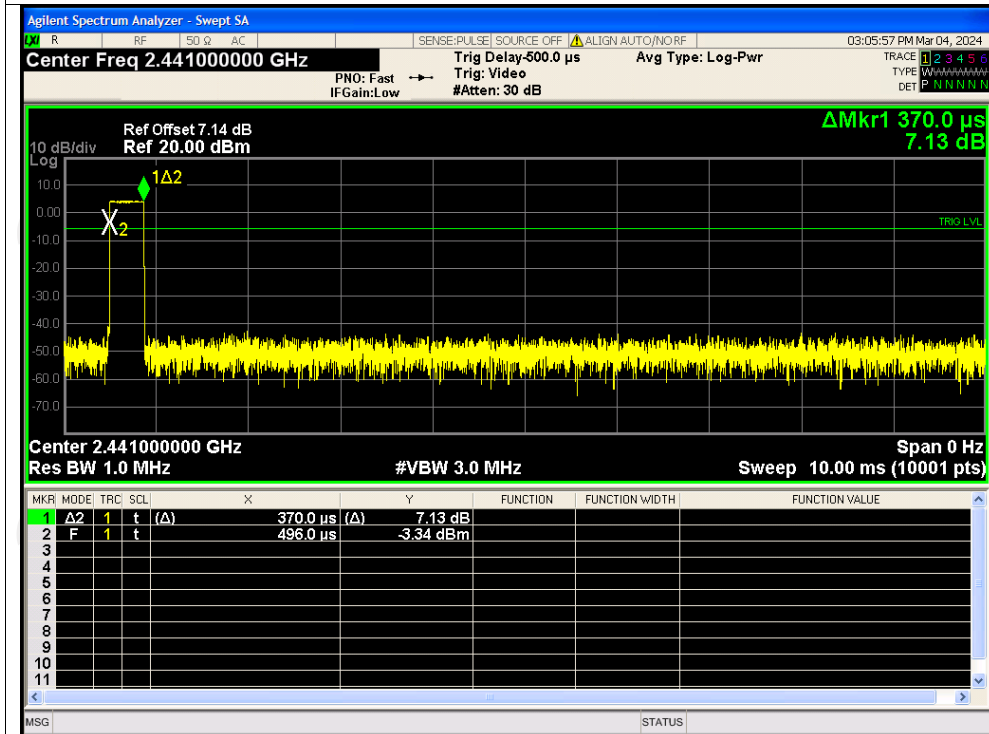 Agilent Spectrum Analyzer - Swept SA
LXI R RF 50 Ω AC SENSE:PULSE SOURCE OFF ALIGN AUTO/NO RF 03:05:57 PM Mar 04, 2024
Center Freq 2.441000000 GHz
PNO: Fast
IFGain:Low
Trig Delay-500.0 µs
Trig: Video
#Atten: 30 dB
Avg Type: Log-Pwr
TRACE 1 2 3 4 5 6
TYPE W
DET P N N N N N
ΔMkr1 370.0 µs
7.13 dB
Ref Offset 7.14 dB
10 dB/div Ref 20.00 dBm
Log
1Δ2
10.0
0.00
X2
TRIG LVL
-10.0
-20.0
-30.0
-40.0
-50.0
-60.0
-70.0
Center 2.441000000 GHz Span 0 Hz
Res BW 1.0 MHz #VBW 3.0 MHz Sweep 10.00 ms (10001 pts)
MKR MODE TRC SCL X Y FUNCTION FUNCTION WIDTH FUNCTION VALUE
1 Δ2 1 t (Δ) 370.0 µs (Δ) 7.13 dB
2 F 1 t 496.0 µs -3.34 dBm
3
4
5
6
7
8
9
10
11
MSG STATUS